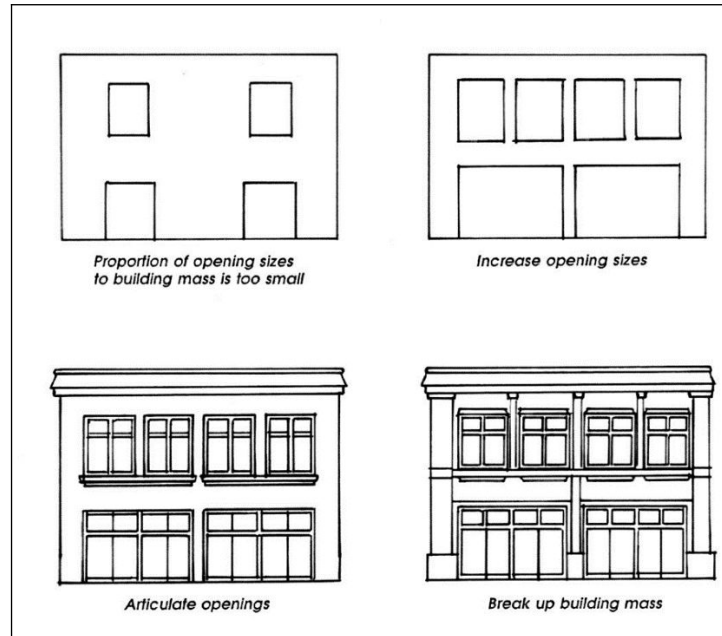 Proportion of opening sizes
to building mass is too small
Increase opening sizes
Articulate openings
Break up building mass